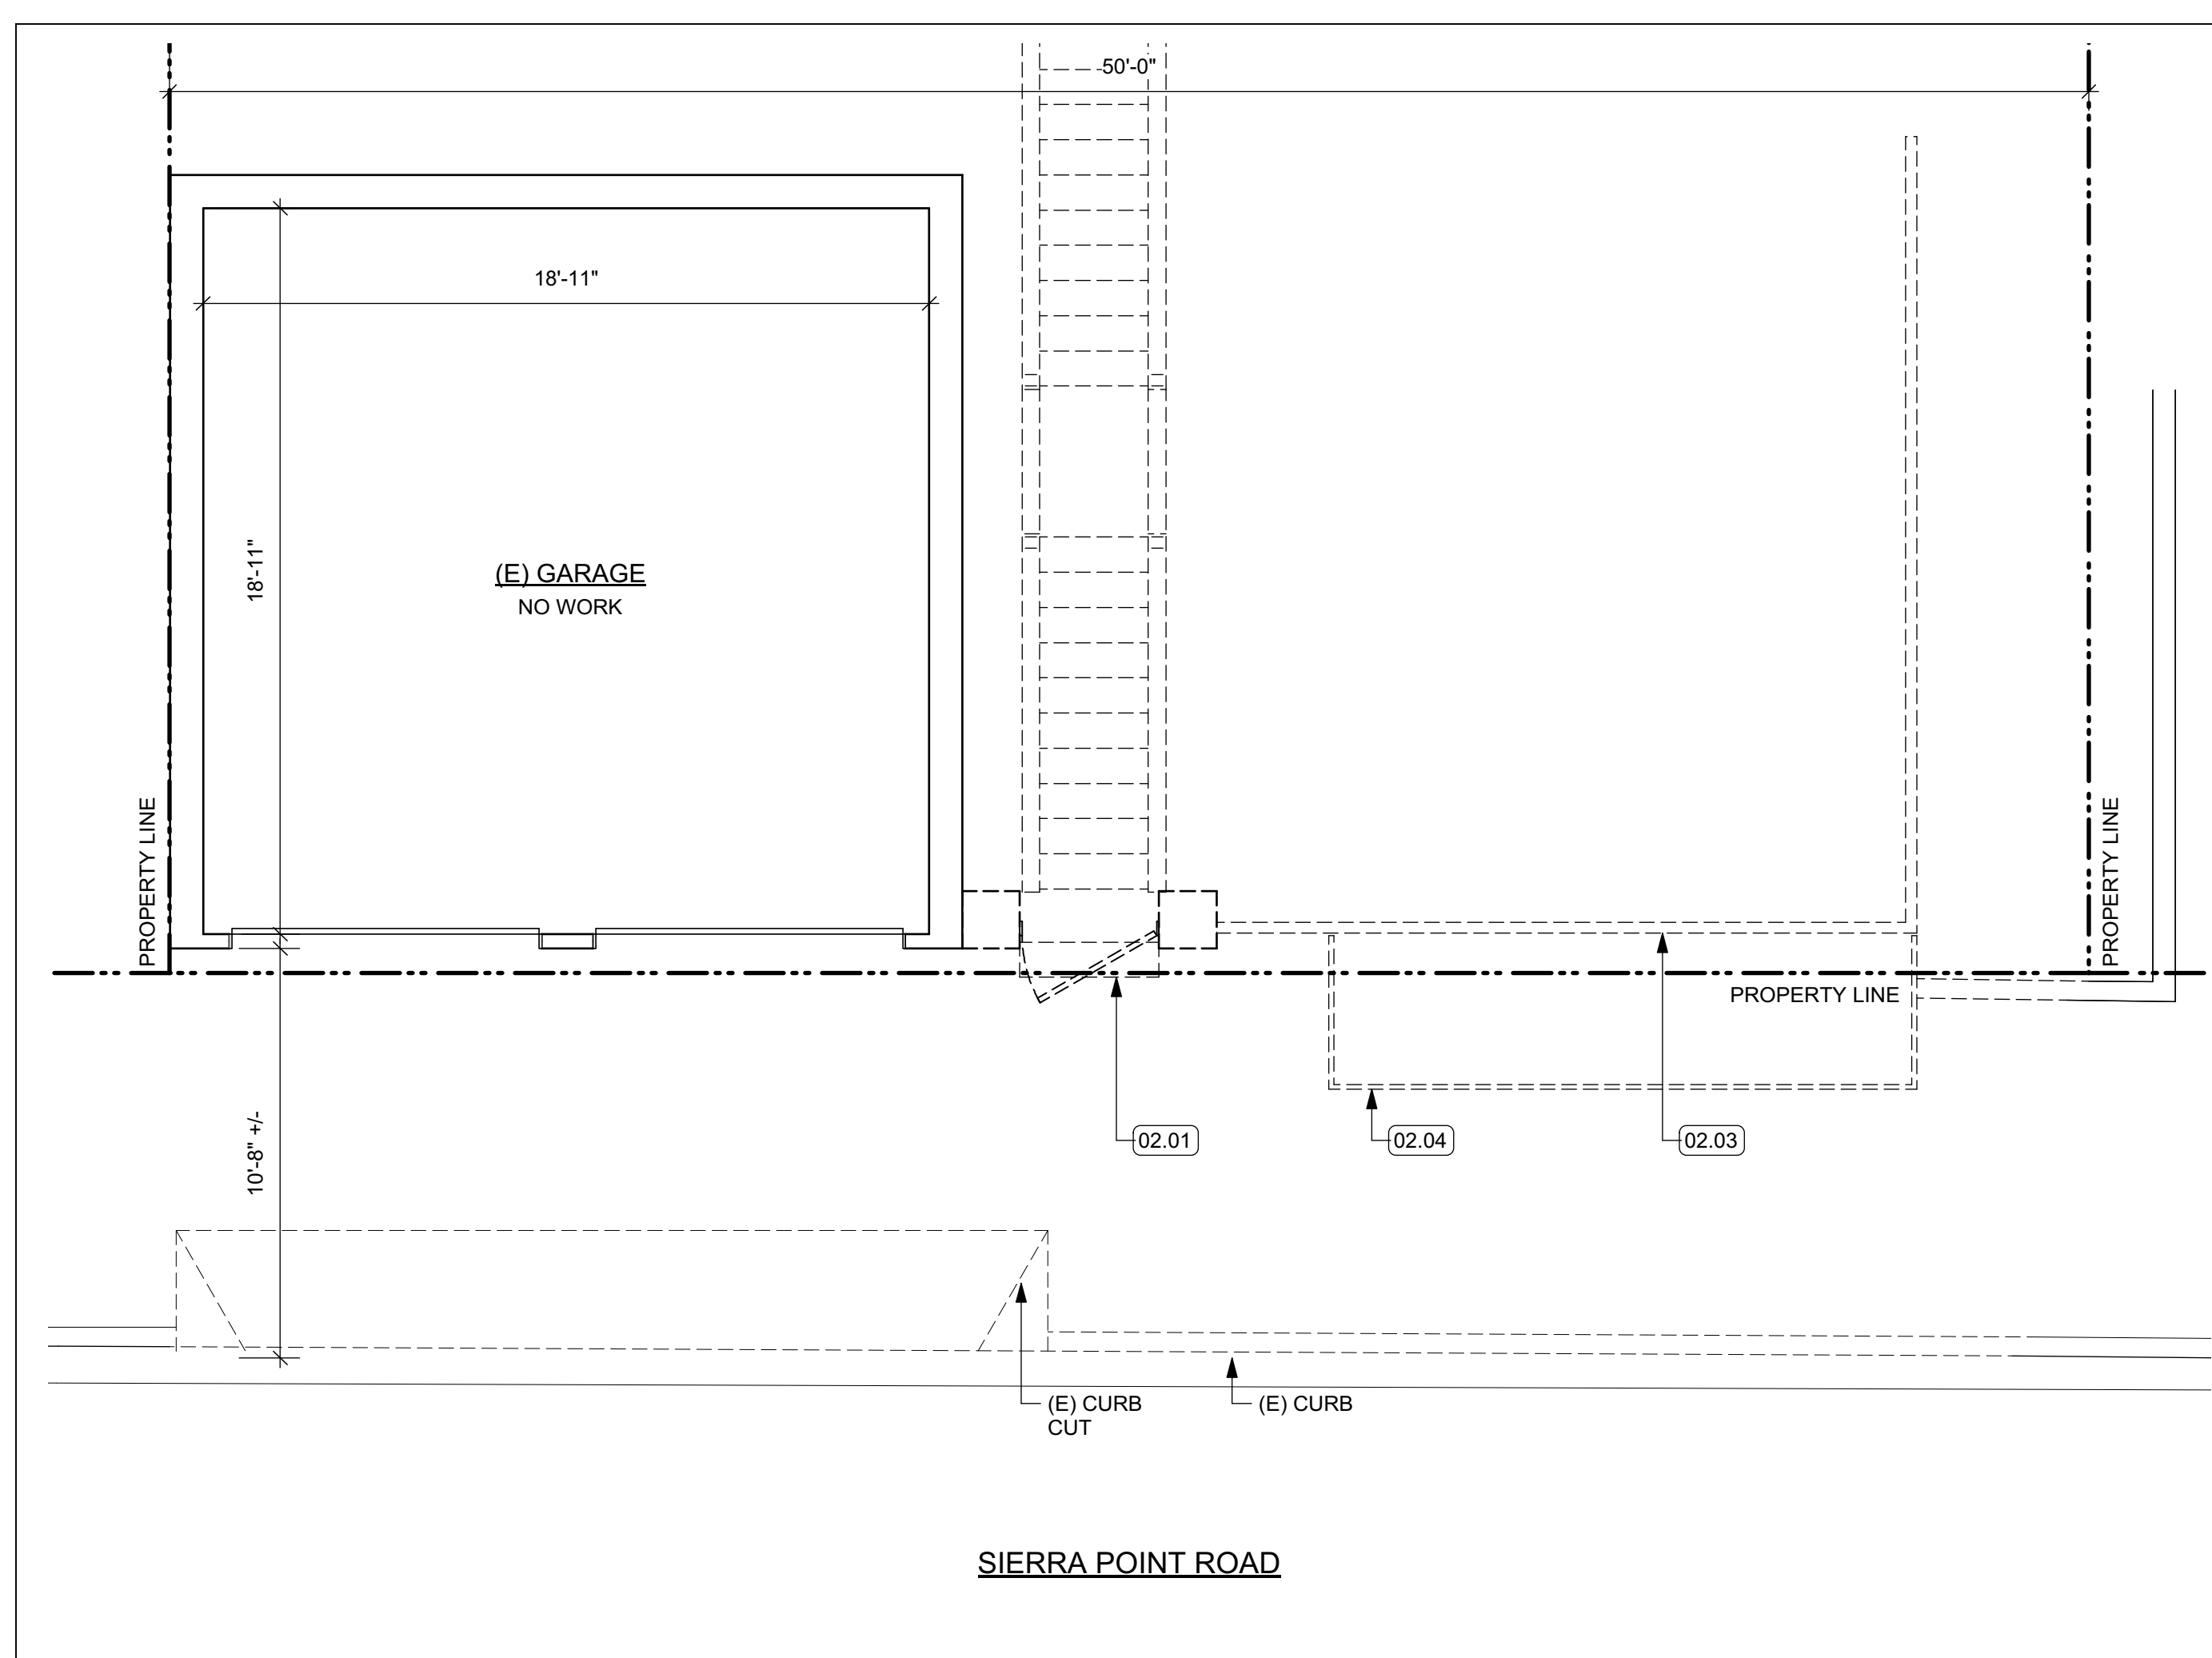 50'-0"
18'-11"
18'-11"
(E) GARAGE
NO WORK
PROPERTY LINE
PROPERTY LINE
PROPERTY LINE
10'-8" +/-
02.01
02.04
02.03
(E) CURB
CUT
(E) CURB
SIERRA POINT ROAD